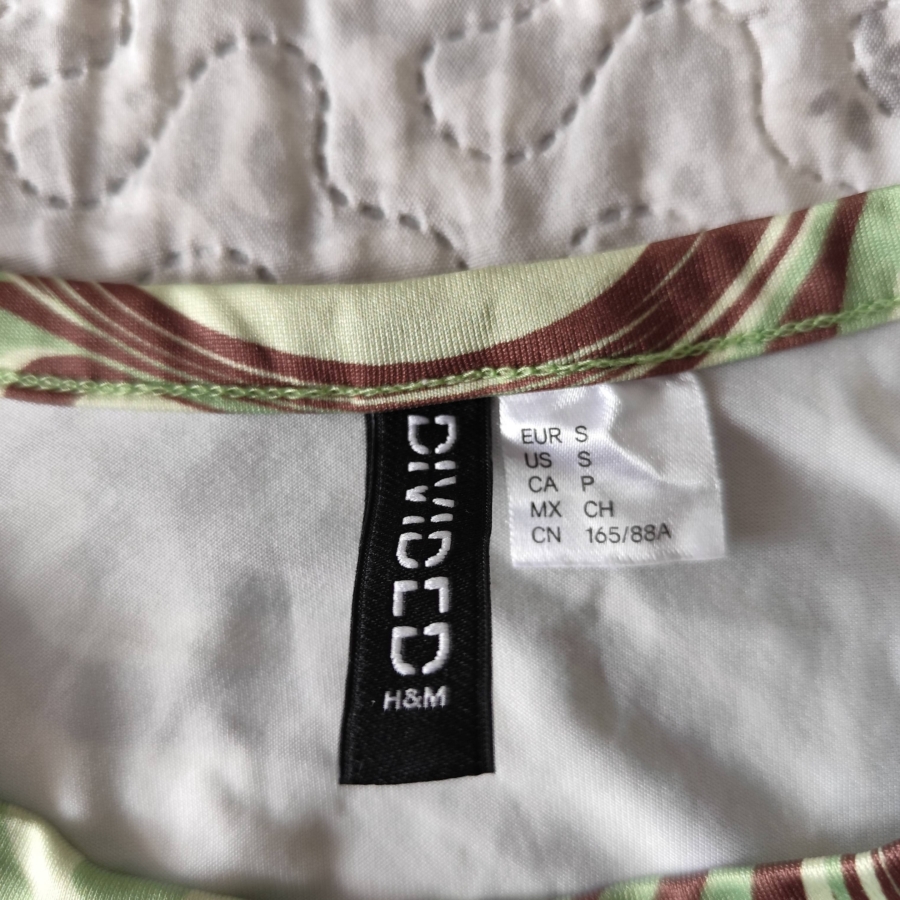 DIVIDED
H&M
EUR S
US S
CA P
MX CH
CN 165/88A